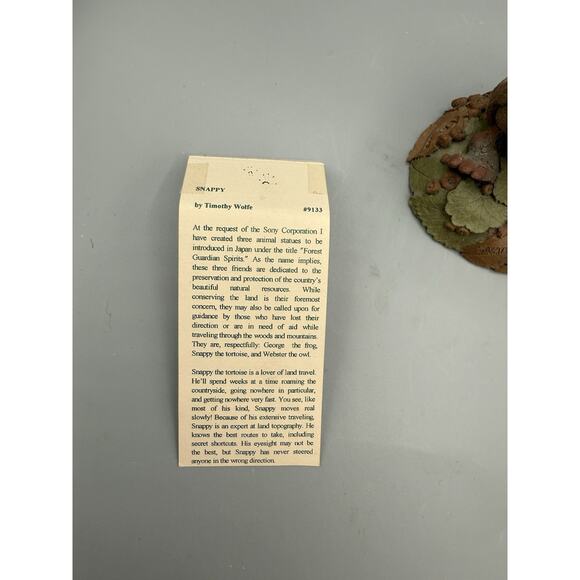 SNAPPY
by Timothy Wolfe #9133
At the request of the Sony Corporation I
have created three animal statues to be
introduced in Japan under the title "Forest
Guardian Spirits." As the name implies,
these three friends are dedicated to the
preservation and protection of the country's
beautiful natural resources. While
conserving the land is their foremost
concern, they may also be called upon for
guidance by those who have lost their
direction or are in need of aid while
traveling through the woods and mountains.
They are, respectfully: George the frog,
Snappy the tortoise, and Webster the owl.
Snappy the tortoise is a lover of land travel.
He'll spend weeks at a time roaming the
countryside, going nowhere in particular,
and getting nowhere very fast. You see, like
most of his kind, Snappy moves real
slowly! Because of his extensive traveling,
Snappy is an expert at land topography. He
knows the best routes to take, including
secret shortcuts. His eyesight may not be
the best, but Snappy has never steered
anyone in the wrong direction.